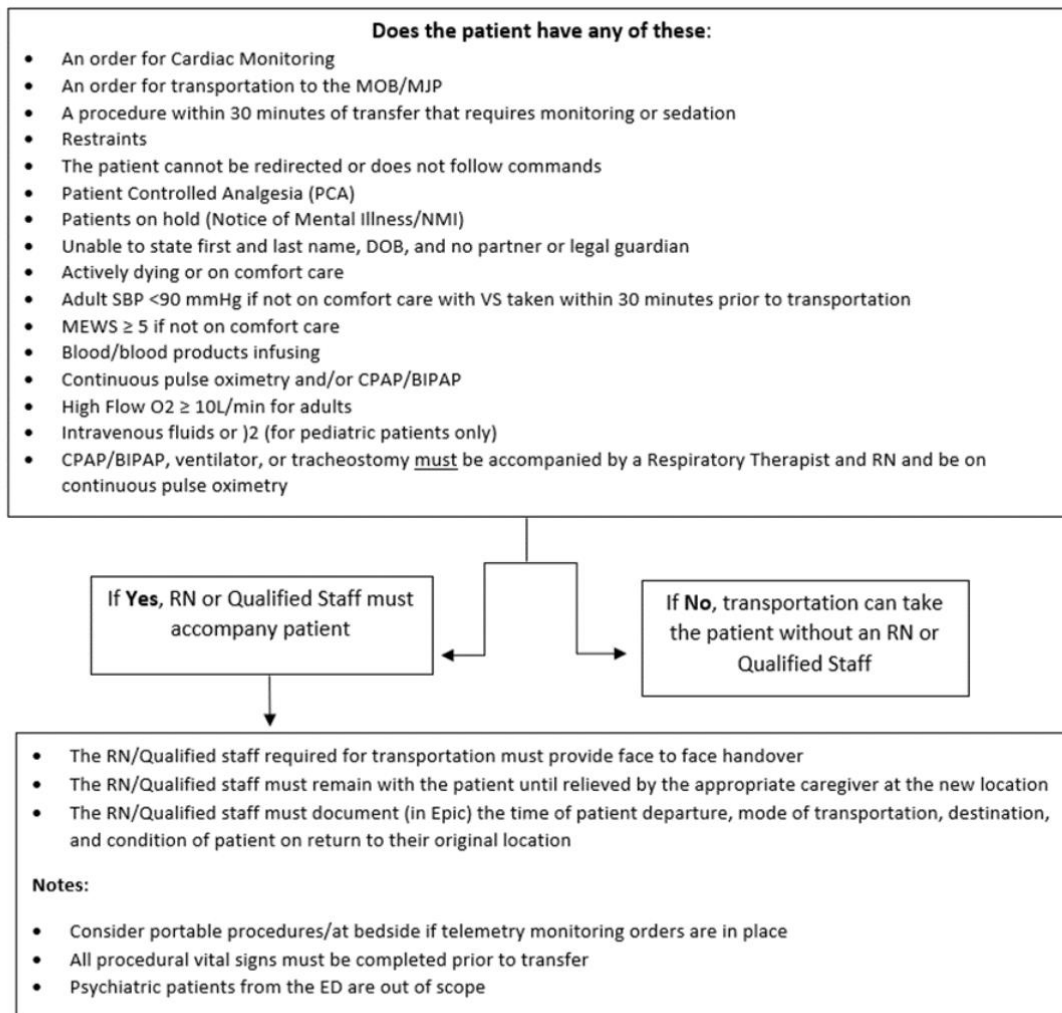 Does the patient have any of these:
• An order for Cardiac Monitoring
• An order for transportation to the MOB/MJP
• A procedure within 30 minutes of transfer that requires monitoring or sedation
• Restraints
• The patient cannot be redirected or does not follow commands
• Patient Controlled Analgesia (PCA)
• Patients on hold (Notice of Mental Illness/NMI)
• Unable to state first and last name, DOB, and no partner or legal guardian
• Actively dying or on comfort care
• Adult SBP <90 mmHg if not on comfort care with VS taken within 30 minutes prior to transportation
• MEWS ≥ 5 if not on comfort care
• Blood/blood products infusing
• Continuous pulse oximetry and/or CPAP/BIPAP
• High Flow O2 ≥ 10L/min for adults
• Intravenous fluids or )2 (for pediatric patients only)
• CPAP/BIPAP, ventilator, or tracheostomy must be accompanied by a Respiratory Therapist and RN and be on
continuous pulse oximetry
If Yes, RN or Qualified Staff must
accompany patient
If No, transportation can take
the patient without an RN or
Qualified Staff
• The RN/Qualified staff required for transportation must provide face to face handover
• The RN/Qualified staff must remain with the patient until relieved by the appropriate caregiver at the new location
• The RN/Qualified staff must document (in Epic) the time of patient departure, mode of transportation, destination,
and condition of patient on return to their original location
Notes:
• Consider portable procedures/at bedside if telemetry monitoring orders are in place
• All procedural vital signs must be completed prior to transfer
• Psychiatric patients from the ED are out of scope